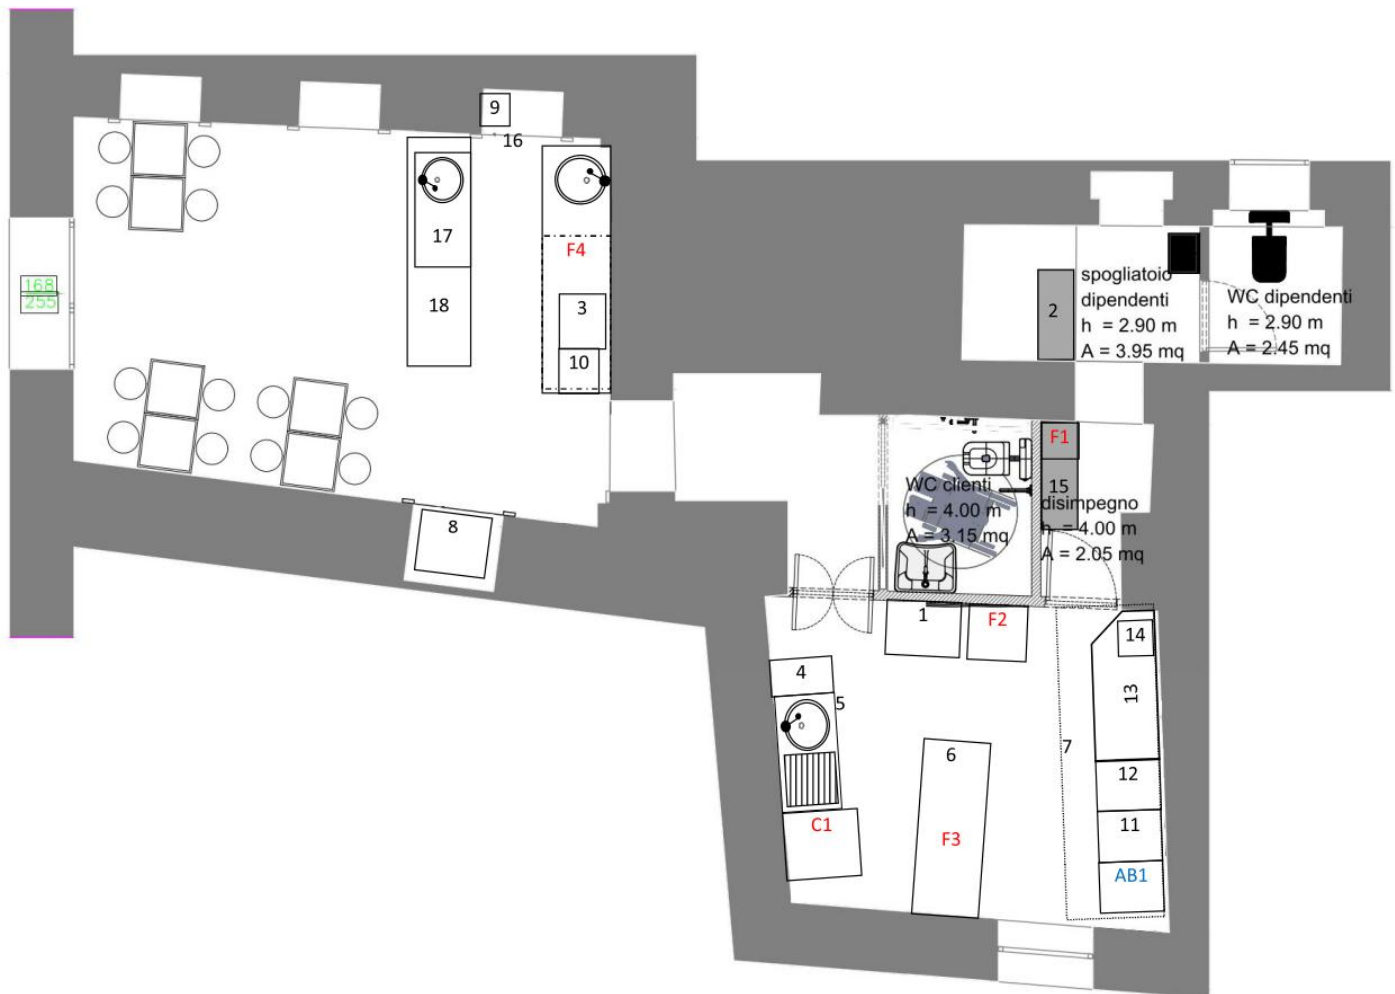 9
16
17
F4
168
255
18
3
10
2
spogliatoio
dipendenti
h = 2.90 m
A = 3.95 mq
WC dipendenti
h = 2.90 m
A = 2.45 mq
8
WC clienti
h = 4.00 m
A = 3.15 mq
F1
15
disimpegno
h = 4.00 m
A = 2.05 mq
1
F2
14
4
5
13
6
7
12
C1
F3
11
AB1